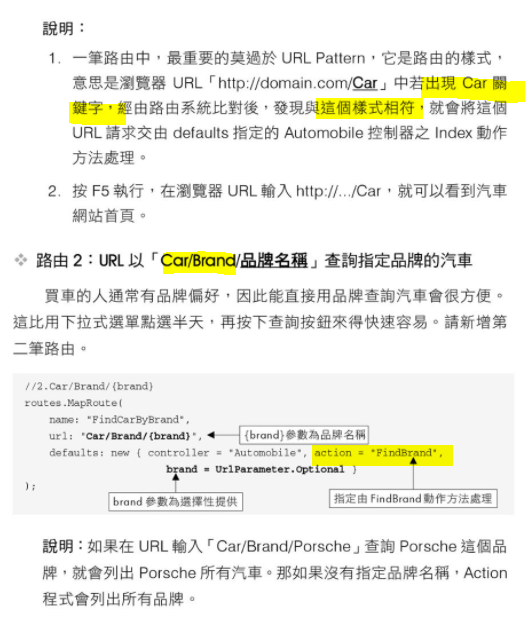 說明：
1. 一筆路由中，最重要的莫過於 URL Pattern，它是路由的樣式，
意思是瀏覽器 URL「http://domain.com/Car」中若出現 Car 關
鍵字，經由路由系統比對後，發現與這個樣式相符，就會將這個
URL 請求交由 defaults 指定的 Automobile 控制器之 Index 動作
方法處理。
2. 按 F5 執行，在瀏覽器 URL 輸入 http://.../Car，就可以看到汽車
網站首頁。
❖ 路由 2：URL 以「Car/Brand/品牌名稱」查詢指定品牌的汽車
買車的人通常有品牌偏好，因此能直接用品牌查詢汽車會很方便。
這比用下拉式選單點選半天，再按下查詢按鈕來得快速容易。請新增第
二筆路由。
//2.Car/Brand/{brand}
routes.MapRoute(
name: "FindCarByBrand",
url: "Car/Brand/{brand}", {brand}參數為品牌名稱
defaults: new { controller = "Automobile", action = "FindBrand",
brand = UrlParameter.Optional }
);
brand 參數為選擇性提供 指定由 FindBrand 動作方法處理
說明：如果在 URL 輸入「Car/Brand/Porsche」查詢 Porsche 這個品
牌，就會列出 Porsche 所有汽車。那如果沒有指定品牌名稱，Action
程式會列出所有品牌。